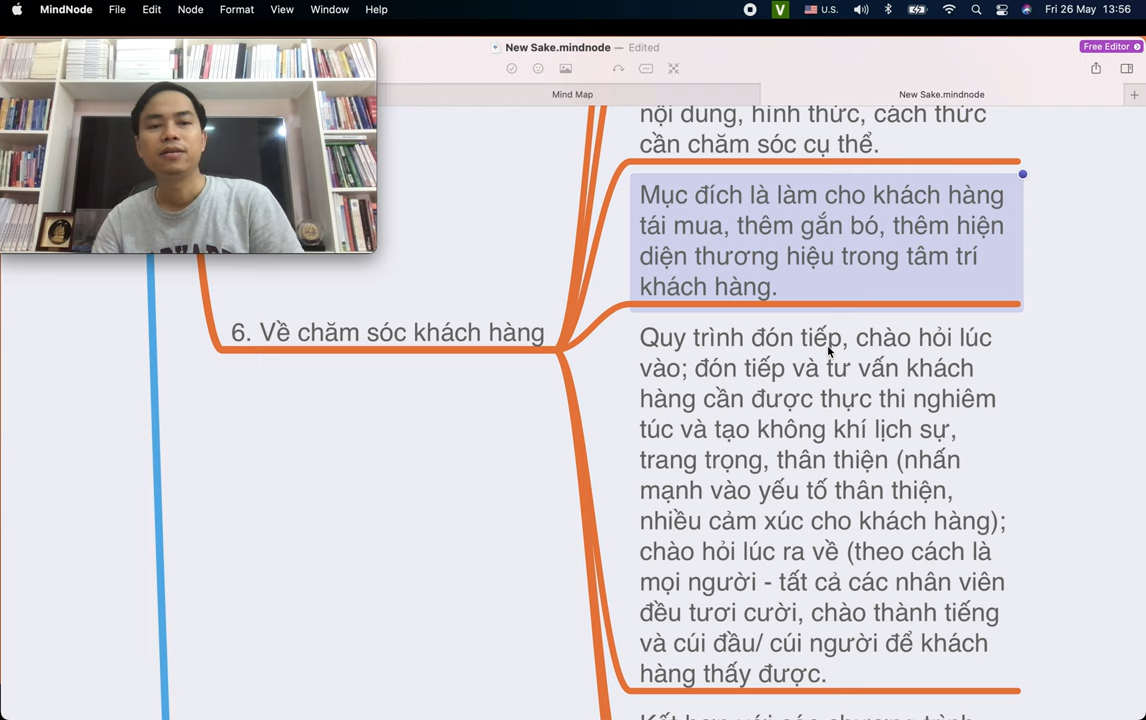 MindNode File Edit Node Format View Window Help V U.S. Fri 26 May 13:56
New Sake.mindnode — Edited
Free Editor
Mind Map
New Sake.mindnode
nội dung, hình thức, cách thức
cần chăm sóc cụ thể.
Mục đích là làm cho khách hàng
tái mua, thêm gắn bó, thêm hiện
diện thương hiệu trong tâm trí
khách hàng.
6. Về chăm sóc khách hàng
Quy trình đón tiếp, chào hỏi lúc
vào; đón tiếp và tư vấn khách
hàng cần được thực thi nghiêm
túc và tạo không khí lịch sự,
trang trọng, thân thiện (nhấn
mạnh vào yếu tố thân thiện,
nhiều cảm xúc cho khách hàng);
chào hỏi lúc ra về (theo cách là
mọi người - tất cả các nhân viên
đều tươi cười, chào thành tiếng
và cúi đầu/ cúi người để khách
hàng thấy được.